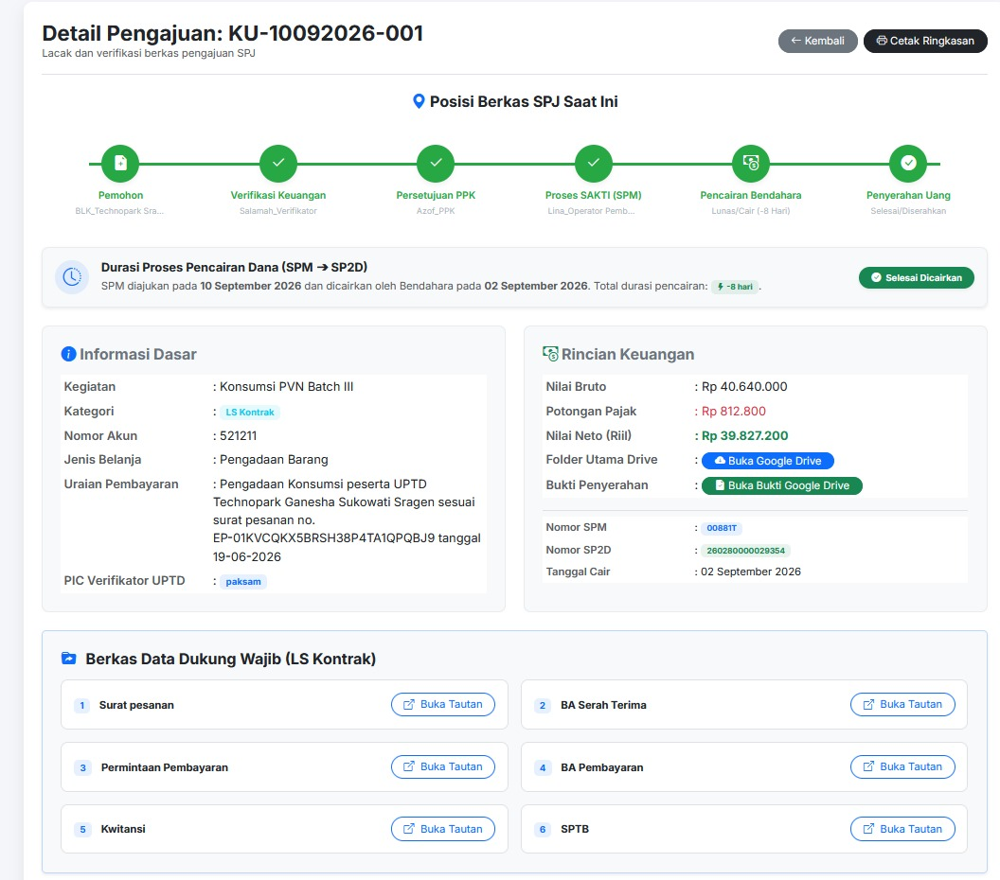 Detail Pengajuan: KU-10092026-001
Lacak dan verifikasi berkas pengajuan SPJ
← Kembali
Cetak Ringkasan
Posisi Berkas SPJ Saat Ini
Pemohon
BLK_Technopark Sra...
Verifikasi Keuangan
Salamah_Verifikator
Persetujuan PPK
Azof_PPK
Proses SAKTI (SPM)
Lina_Operator Pemb...
Pencairan Bendahara
Lunas/Cair (-8 Hari)
Penyerahan Uang
Selesai/Diserahkan
Durasi Proses Pencairan Dana (SPM ➔ SP2D)
SPM diajukan pada 10 September 2026 dan dicairkan oleh Bendahara pada 02 September 2026. Total durasi pencairan: -8 hari .
Selesai Dicairkan
Informasi Dasar
Kegiatan : Konsumsi PVN Batch III
Kategori : LS Kontrak
Nomor Akun : 521211
Jenis Belanja : Pengadaan Barang
Uraian Pembayaran : Pengadaan Konsumsi peserta UPTD
Technopark Ganesha Sukowati Sragen sesuai
surat pesanan no.
EP-01KVCQKX5BRSH38P4TA1QPQBJ9 tanggal
19-06-2026
PIC Verifikator UPTD : paksam
Rincian Keuangan
Nilai Bruto : Rp 40.640.000
Potongan Pajak : Rp 812.800
Nilai Neto (Riil) : Rp 39.827.200
Folder Utama Drive : Buka Google Drive
Bukti Penyerahan : Buka Bukti Google Drive
Nomor SPM : 00881T
Nomor SP2D : 260280000029354
Tanggal Cair : 02 September 2026
Berkas Data Dukung Wajib (LS Kontrak)
1 Surat pesanan Buka Tautan
2 BA Serah Terima Buka Tautan
3 Permintaan Pembayaran Buka Tautan
4 BA Pembayaran Buka Tautan
5 Kwitansi Buka Tautan
6 SPTB Buka Tautan